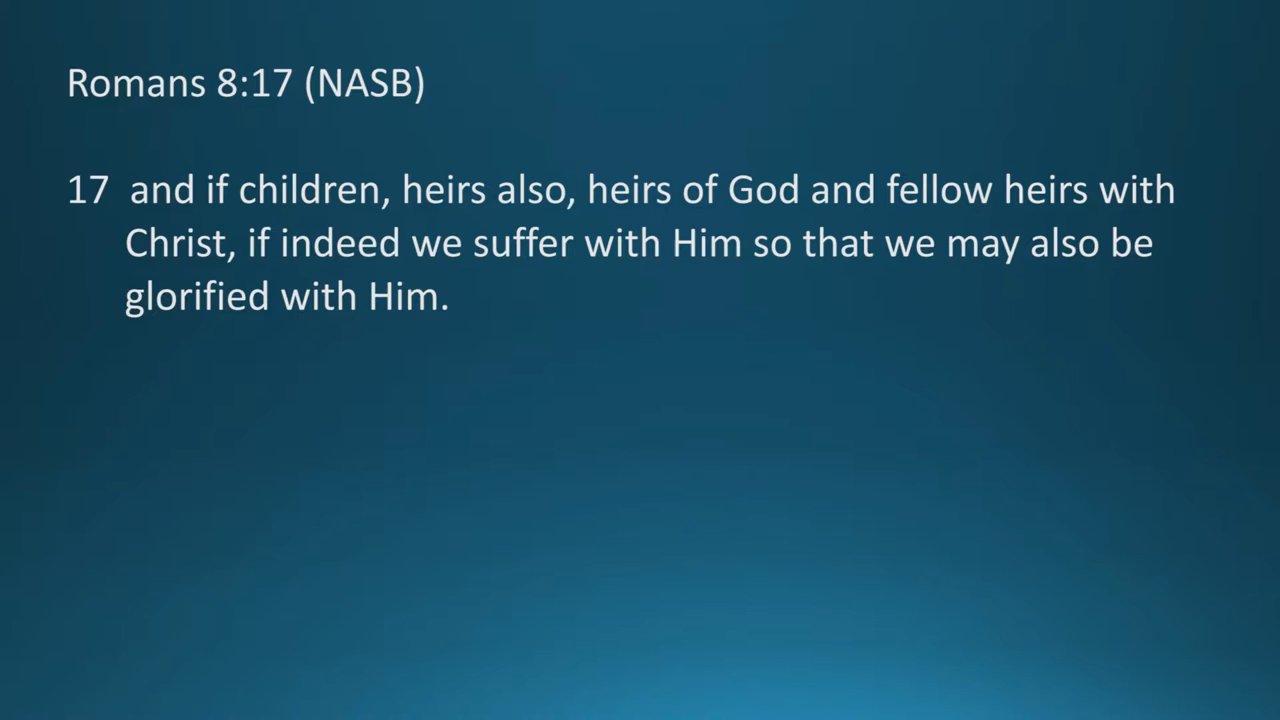 Romans 8:17 (NASB)
17 and if children, heirs also, heirs of God and fellow heirs with
Christ, if indeed we suffer with Him so that we may also be
glorified with Him.